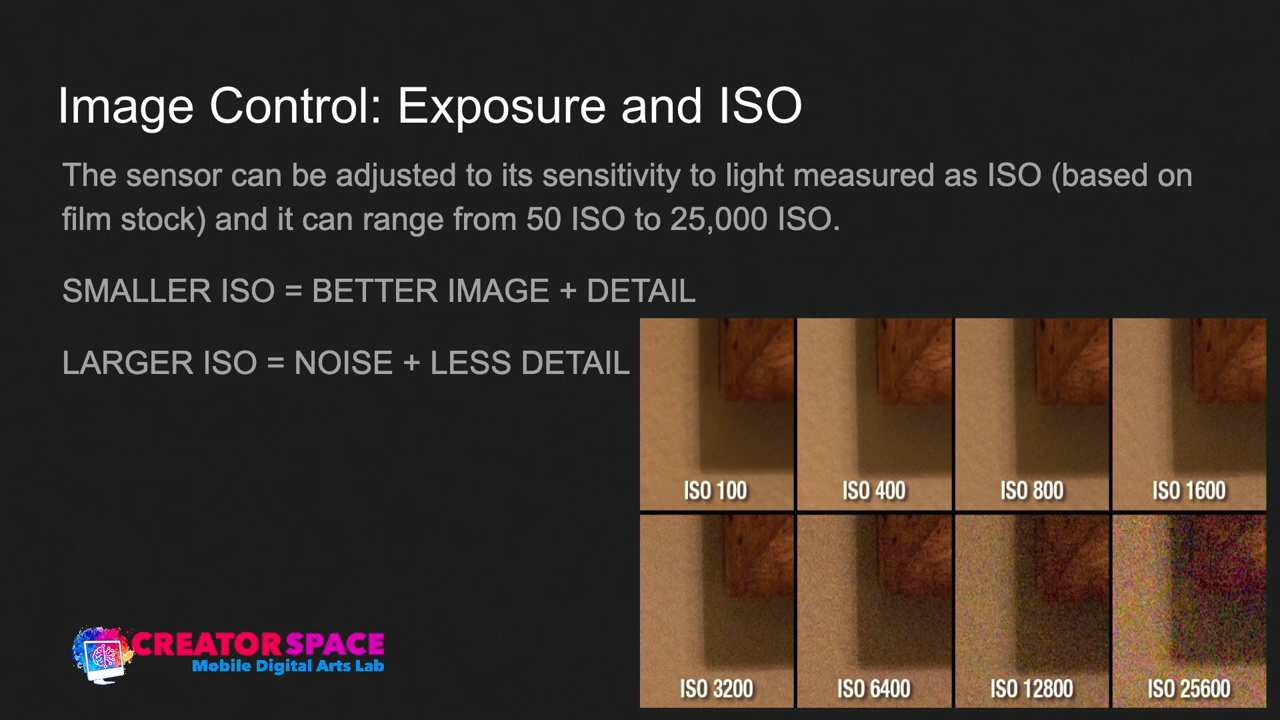 Image Control: Exposure and ISO
The sensor can be adjusted to its sensitivity to light measured as ISO (based on
film stock) and it can range from 50 ISO to 25,000 ISO.
SMALLER ISO = BETTER IMAGE + DETAIL
LARGER ISO = NOISE + LESS DETAIL
ISO 100
ISO 400
ISO 800
ISO 1600
ISO 3200
ISO 6400
ISO 12800
ISO 25600
CREATORSPACE
Mobile Digital Arts Lab